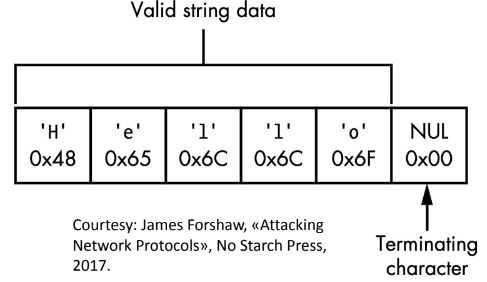 Valid string data
'H' 'e' 'l' 'l' 'o' NUL
0x48 0x65 0x6C 0x6C 0x6F 0x00
Courtesy: James Forshaw, «Attacking
Network Protocols», No Starch Press,
2017.
Terminating
character